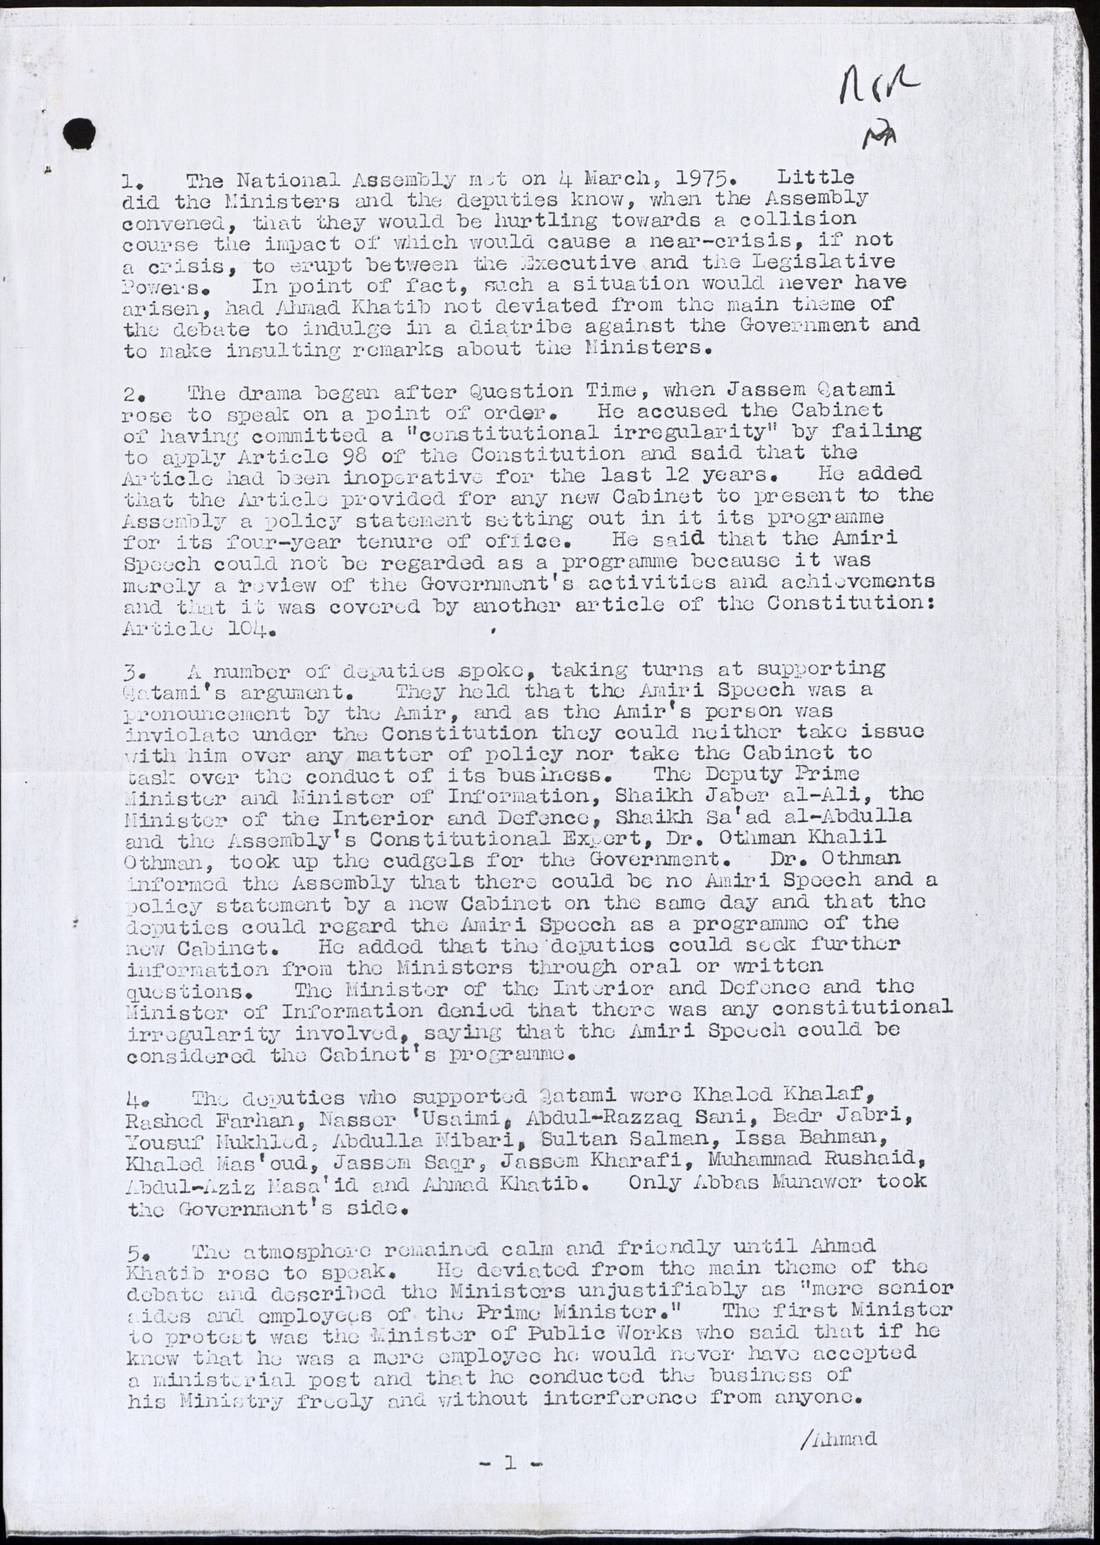 1. The National Assembly met on 4 March, 1975. Little
did the Ministers and the deputies know, when the Assembly
convened, that they would be hurtling towards a collision
course the impact of which would cause a near-crisis, if not
a crisis, to erupt between the Executive and the Legislative
Powers. In point of fact, such a situation would never have
arisen, had Ahmad Khatib not deviated from the main theme of
the debate to indulge in a diatribe against the Government and
to make insulting remarks about the Ministers.
2. The drama began after Question Time, when Jassem Qatami
rose to speak on a point of order. He accused the Cabinet
of having committed a "constitutional irregularity" by failing
to apply Article 98 of the Constitution and said that the
Article had been inoperative for the last 12 years. He added
that the Article provided for any new Cabinet to present to the
Assembly a policy statement setting out in it its programme
for its four-year tenure of office. He said that the Amiri
Speech could not be regarded as a programme because it was
merely a review of the Government's activities and achievements
and that it was covered by another article of the Constitution:
Article 104.
3. A number of deputies spoke, taking turns at supporting
Qatami's argument. They held that the Amiri Speech was a
pronouncement by the Amir, and as the Amir's person was
inviolate under the Constitution they could neither take issue
with him over any matter of policy nor take the Cabinet to
task over the conduct of its business. The Deputy Prime
Minister and Minister of Information, Shaikh Jaber al-Ali, the
Minister of the Interior and Defence, Shaikh Sa'ad al-Abdulla
and the Assembly's Constitutional Expert, Dr. Othman Khalil
Othman, took up the cudgels for the Government. Dr. Othman
informed the Assembly that there could be no Amiri Speech and a
policy statement by a new Cabinet on the same day and that the
deputies could regard the Amiri Speech as a programme of the
new Cabinet. He added that the deputies could seek further
information from the Ministers through oral or written
questions. The Minister of the Interior and Defence and the
Minister of Information denied that there was any constitutional
irregularity involved, saying that the Amiri Speech could be
considered the Cabinet's programme.
4. The deputies who supported Qatami were Khaled Khalaf,
Rashed Farhan, Nasser 'Usaimi, Abdul-Razzaq Sani, Badr Jabri,
Yousuf Mukhled, Abdulla Nibari, Sultan Salman, Issa Bahman,
Khaled Mas'oud, Jassem Saqr, Jassem Kharafi, Muhammad Rushaid,
Abdul-Aziz Masa'id and Ahmad Khatib. Only Abbas Munawer took
the Government's side.
5. The atmosphere remained calm and friendly until Ahmad
Khatib rose to speak. He deviated from the main theme of the
debate and described the Ministers unjustifiably as "mere senior
aides and employees of the Prime Minister." The first Minister
to protest was the Minister of Public Works who said that if he
knew that he was a mere employee he would never have accepted
a ministerial post and that he conducted the business of
his Ministry freely and without interference from anyone.
/Ahmad
- 1 -